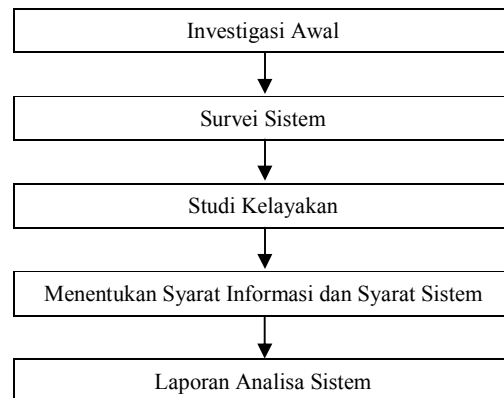 Investigasi Awal
Survei Sistem
Studi Kelayakan
Menentukan Syarat Informasi dan Syarat Sistem
Laporan Analisa Sistem